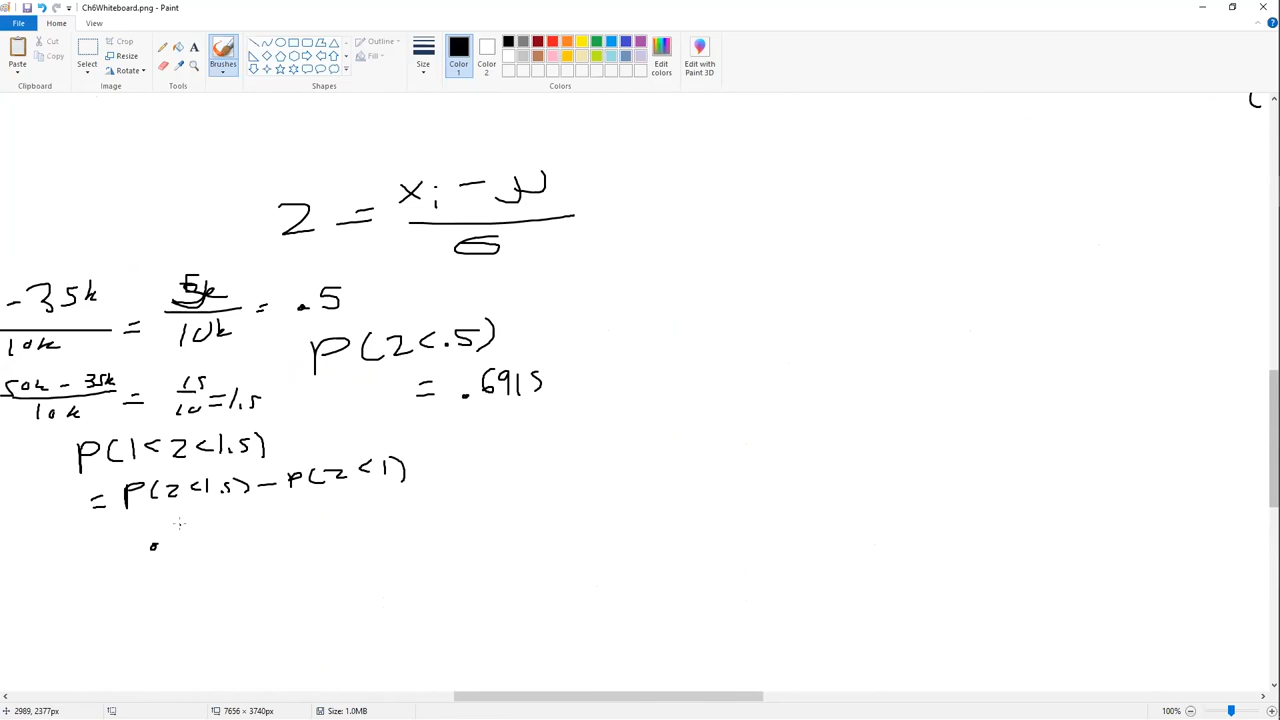 Ch6Whiteboard.png - Paint
File Home View
Paste Cut Copy Clipboard
Select Crop Resize Rotate Image
Tools
Brushes
Outline Fill Shapes
Size
Color 1 Color 2
Edit colors
Colors
Edit with Paint 3D
z = xi - μ
σ
-35k
10k
= 5k
10k
= .5
P(z < .5)
= .6915
50k - 35k
10k
= 15
10
= 1.5
P(1 < z < 1.5)
= P(z < 1.5) - P(z < 1)
.
2989, 2377px
7656 × 3740px
Size: 1.0MB
100%